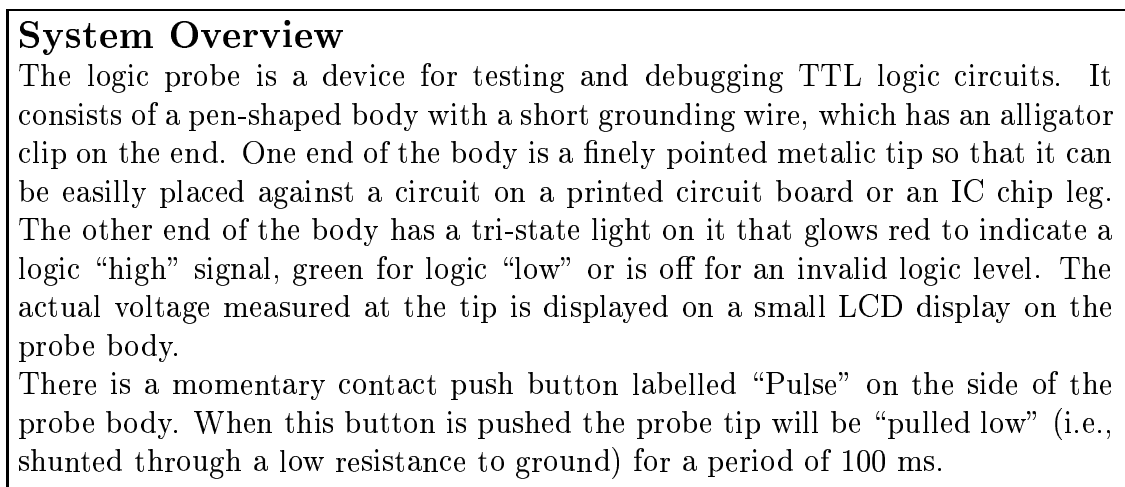 System Overview
The logic probe is a device for testing and debugging TTL logic circuits. It
consists of a pen-shaped body with a short grounding wire, which has an alligator
clip on the end. One end of the body is a finely pointed metalic tip so that it can
be easilly placed against a circuit on a printed circuit board or an IC chip leg.
The other end of the body has a tri-state light on it that glows red to indicate a
logic “high” signal, green for logic “low” or is off for an invalid logic level. The
actual voltage measured at the tip is displayed on a small LCD display on the
probe body.
There is a momentary contact push button labelled “Pulse” on the side of the
probe body. When this button is pushed the probe tip will be “pulled low” (i.e.,
shunted through a low resistance to ground) for a period of 100 ms.